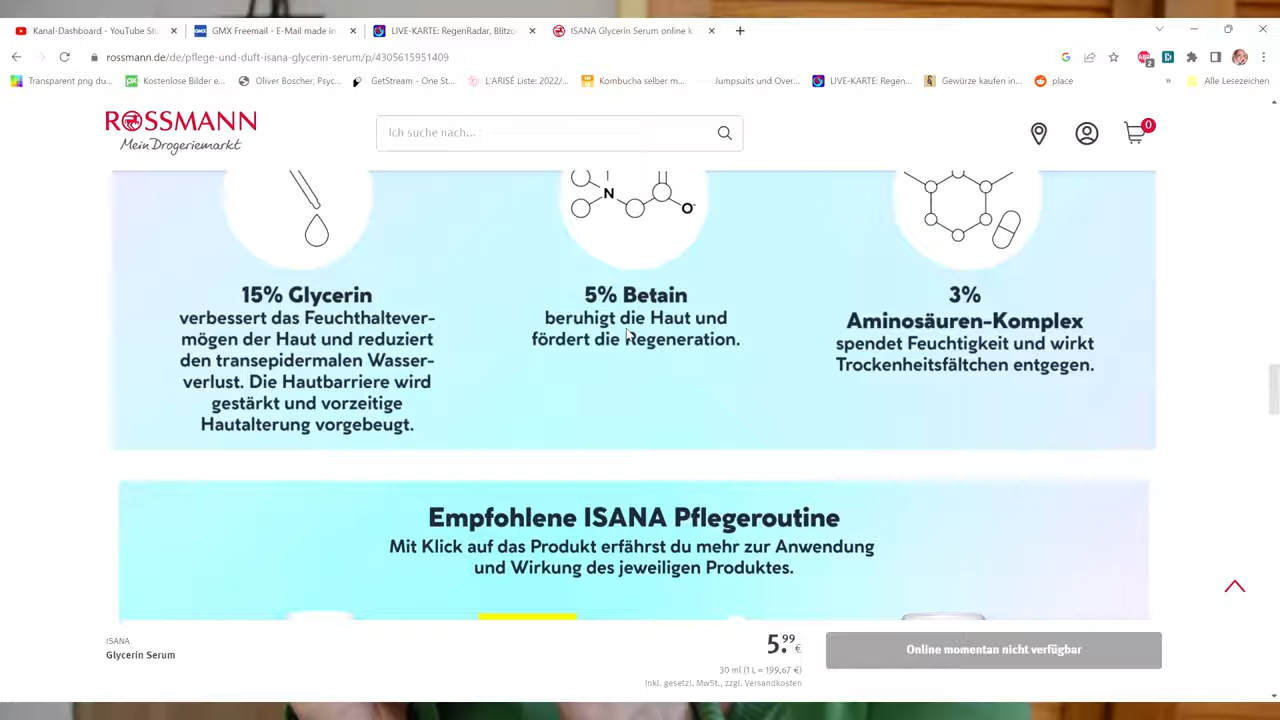 Kanal-Dashboard - YouTube Stu
GMX Freemail - E-Mail made in
LIVE-KARTE: RegenRadar, Blitzo
ISANA Glycerin Serum online k
rossmann.de/de/pflege-und-duft-isana-glycerin-serum/p/4305615951409
2
Transparent png du...
Kostenlose Bilder e...
Oliver Boscher, Psyc...
GetStream - One St...
L'ARISÉ Liste: 2022/...
Kombucha selber m...
Jumpsuits und Over...
LIVE-KARTE: Regen...
Gewürze kaufen in...
place
»
Alle Lesezeichen
ROSSMANN
Mein Drogeriemarkt
Ich suche nach...
0
N
O-
15% Glycerin
verbessert das Feuchthaltever-
mögen der Haut und reduziert
den transepidermalen Wasser-
verlust. Die Hautbarriere wird
gestärkt und vorzeitige
Hautalterung vorgebeugt.
5% Betain
beruhigt die Haut und
fördert die Regeneration.
3%
Aminosäuren-Komplex
spendet Feuchtigkeit und wirkt
Trockenheitsfältchen entgegen.
Empfohlene ISANA Pflegeroutine
Mit Klick auf das Produkt erfährst du mehr zur Anwendung
und Wirkung des jeweiligen Produktes.
ISANA
Glycerin Serum
5.99 €
30 ml (1 L = 199,67 €)
Inkl. gesetzl. MwSt., zzgl. Versandkosten
Online momentan nicht verfügbar